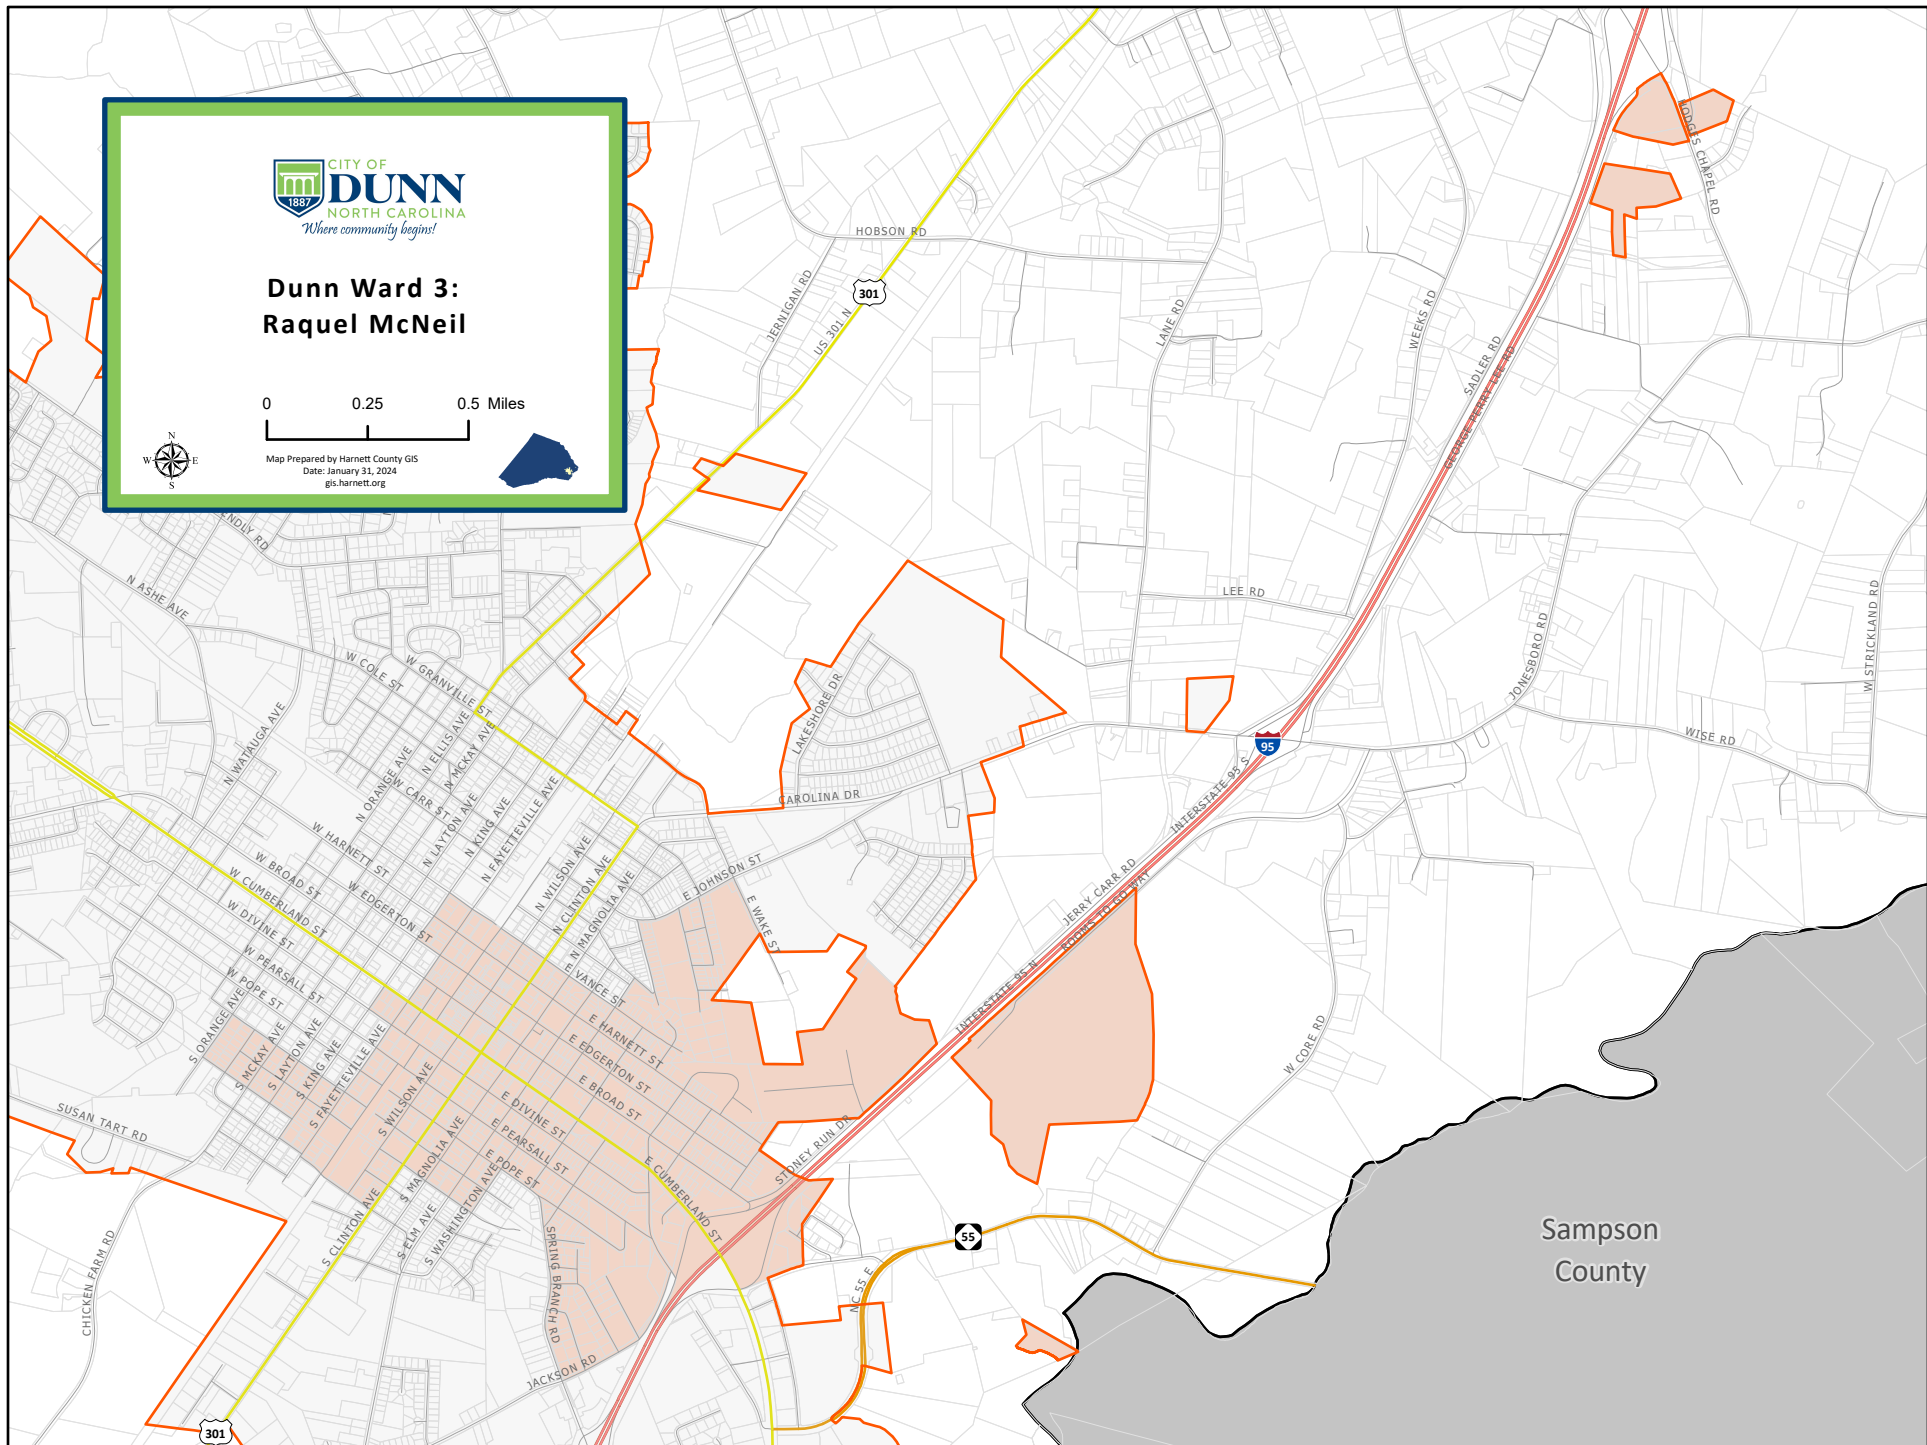 CITY OF
DUNN
1887
NORTH CAROLINA
Where community begins!
Dunn Ward 3:
Raquel McNeil
0 0.25 0.5 Miles
N
W E
S
Map Prepared by Harnett County GIS
Date: January 31, 2024
gis.harnett.org
HODGES CHAPEL RD
HOBSON RD
JERNIGAN RD
301
US 301 N
LANE RD
WEEKS RD
SADLER RD
GEORGE PERRY LEE RD
ENDLY RD
N ASHE AVE
LEE RD
JONESBORO RD
W STRICKLAND RD
W COLE ST
W GRANVILLE ST
LAKESHORE DR
N WATAUGA AVE
N ELLIS AVE
N MCKAY AVE
N ORANGE AVE
W CARR ST
N LAYTON AVE
N KING AVE
N FAYETTEVILLE AVE
CAROLINA DR
95
INTERSTATE 95 S
WISE RD
W HARNETT ST
W BROAD ST
W EDGERTON ST
W CUMBERLAND ST
W DIVINE ST
W PEARSALL ST
W POPE ST
N WILSON AVE
N CLINTON AVE
N MAGNOLIA AVE
E JOHNSON ST
E WAKE ST
E VANCE ST
JERRY CARR RD
ROOMS TO GO WAY
INTERSTATE 95 N
W CORE RD
S ORANGE AVE
S MCKAY AVE
S LAYTON AVE
S KING AVE
S FAYETTEVILLE AVE
S WILSON AVE
E HARNETT ST
E EDGERTON ST
E BROAD ST
E DIVINE ST
E PEARSALL ST
E POPE ST
E CUMBERLAND ST
STONEY RUN DR
SUSAN TART RD
S CLINTON AVE
S MAGNOLIA AVE
S ELM AVE
S WASHINGTON AVE
SPRING BRANCH RD
CHICKEN FARM RD
55
NC 55 E
JACKSON RD
301
Sampson
County